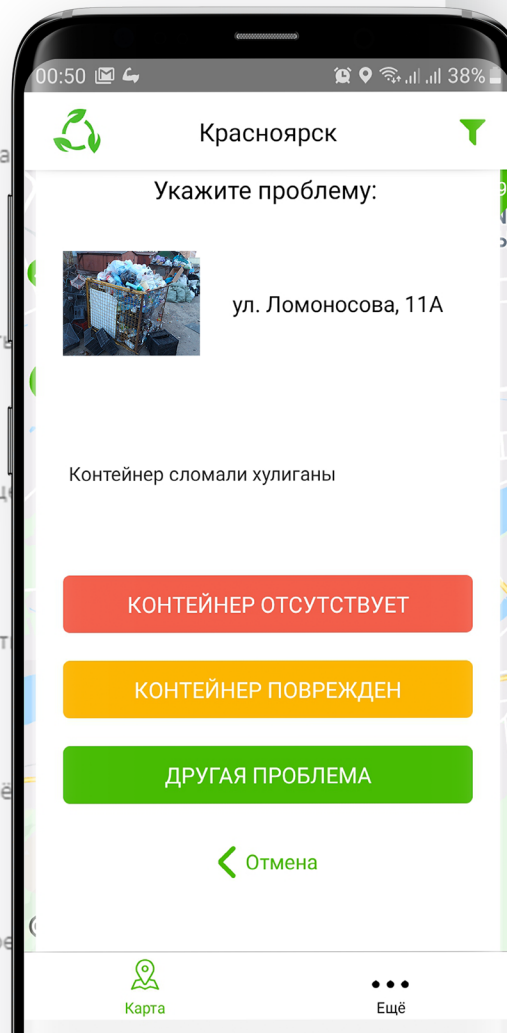 00:50
38%
Красноярск
Укажите проблему:
ул. Ломоносова, 11А
Контейнер сломали хулиганы
КОНТЕЙНЕР ОТСУТСТВУЕТ
КОНТЕЙНЕР ПОВРЕЖДЕН
ДРУГАЯ ПРОБЛЕМА
Отмена
Карта
Ещё